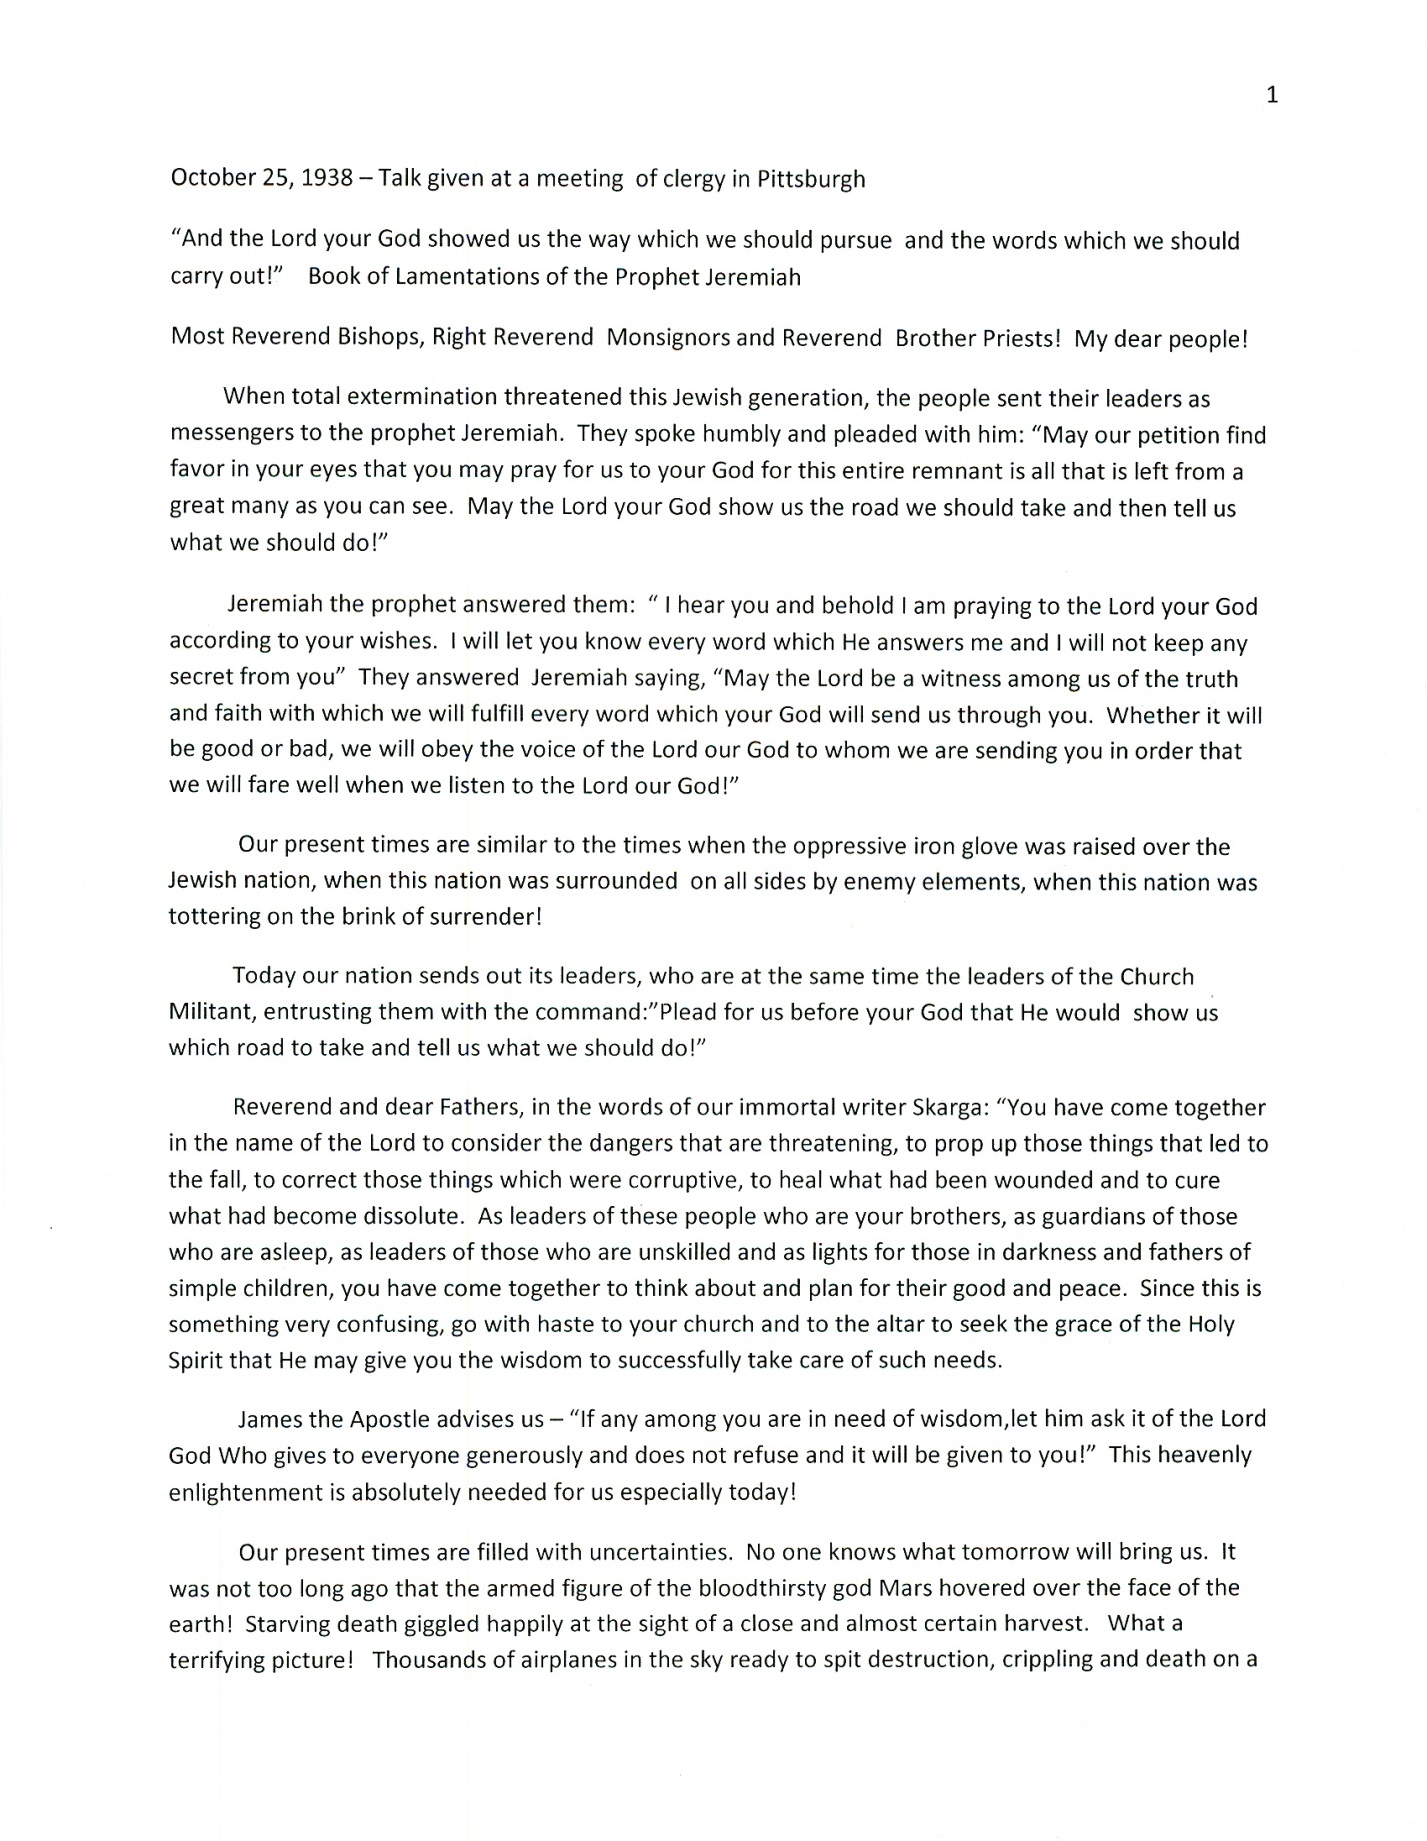 1
October 25, 1938 – Talk given at a meeting  of clergy in Pittsburgh
“And the Lord your God showed us the way which we should pursue  and the words which we should
carry out!”    Book of Lamentations of the Prophet Jeremiah
Most Reverend Bishops, Right Reverend  Monsignors and Reverend  Brother Priests!  My dear people!
When total extermination threatened this Jewish generation, the people sent their leaders as
messengers to the prophet Jeremiah.  They spoke humbly and pleaded with him: “May our petition find
favor in your eyes that you may pray for us to your God for this entire remnant is all that is left from a
great many as you can see.  May the Lord your God show us the road we should take and then tell us
what we should do!”
Jeremiah the prophet answered them:  “ I hear you and behold I am praying to the Lord your God
according to your wishes.  I will let you know every word which He answers me and I will not keep any
secret from you”  They answered  Jeremiah saying, “May the Lord be a witness among us of the truth
and faith with which we will fulfill every word which your God will send us through you.  Whether it will
be good or bad, we will obey the voice of the Lord our God to whom we are sending you in order that
we will fare well when we listen to the Lord our God!”
Our present times are similar to the times when the oppressive iron glove was raised over the
Jewish nation, when this nation was surrounded  on all sides by enemy elements, when this nation was
tottering on the brink of surrender!
Today our nation sends out its leaders, who are at the same time the leaders of the Church
Militant, entrusting them with the command:”Plead for us before your God that He would  show us
which road to take and tell us what we should do!”
Reverend and dear Fathers, in the words of our immortal writer Skarga: “You have come together
in the name of the Lord to consider the dangers that are threatening, to prop up those things that led to
the fall, to correct those things which were corruptive, to heal what had been wounded and to cure
what had become dissolute.  As leaders of these people who are your brothers, as guardians of those
who are asleep, as leaders of those who are unskilled and as lights for those in darkness and fathers of
simple children, you have come together to think about and plan for their good and peace.  Since this is
something very confusing, go with haste to your church and to the altar to seek the grace of the Holy
Spirit that He may give you the wisdom to successfully take care of such needs.
James the Apostle advises us – “If any among you are in need of wisdom,let him ask it of the Lord
God Who gives to everyone generously and does not refuse and it will be given to you!”  This heavenly
enlightenment is absolutely needed for us especially today!
Our present times are filled with uncertainties.  No one knows what tomorrow will bring us.  It
was not too long ago that the armed figure of the bloodthirsty god Mars hovered over the face of the
earth!  Starving death giggled happily at the sight of a close and almost certain harvest.   What a
terrifying picture!   Thousands of airplanes in the sky ready to spit destruction, crippling and death on a